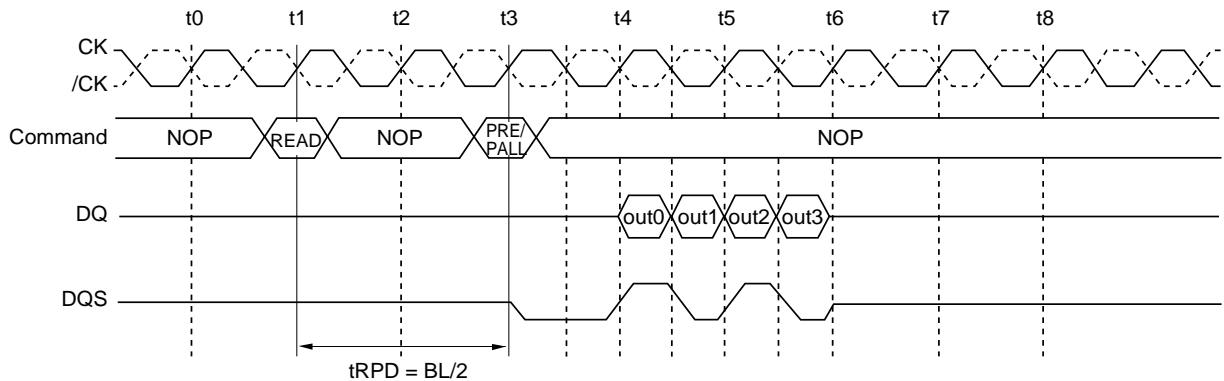 t0 t1 t2 t3 t4 t5 t6 t7 t8
CK
/CK
Command NOP READ NOP PRE/
PALL NOP
DQ out0 out1 out2 out3
DQS
tRPD = BL/2